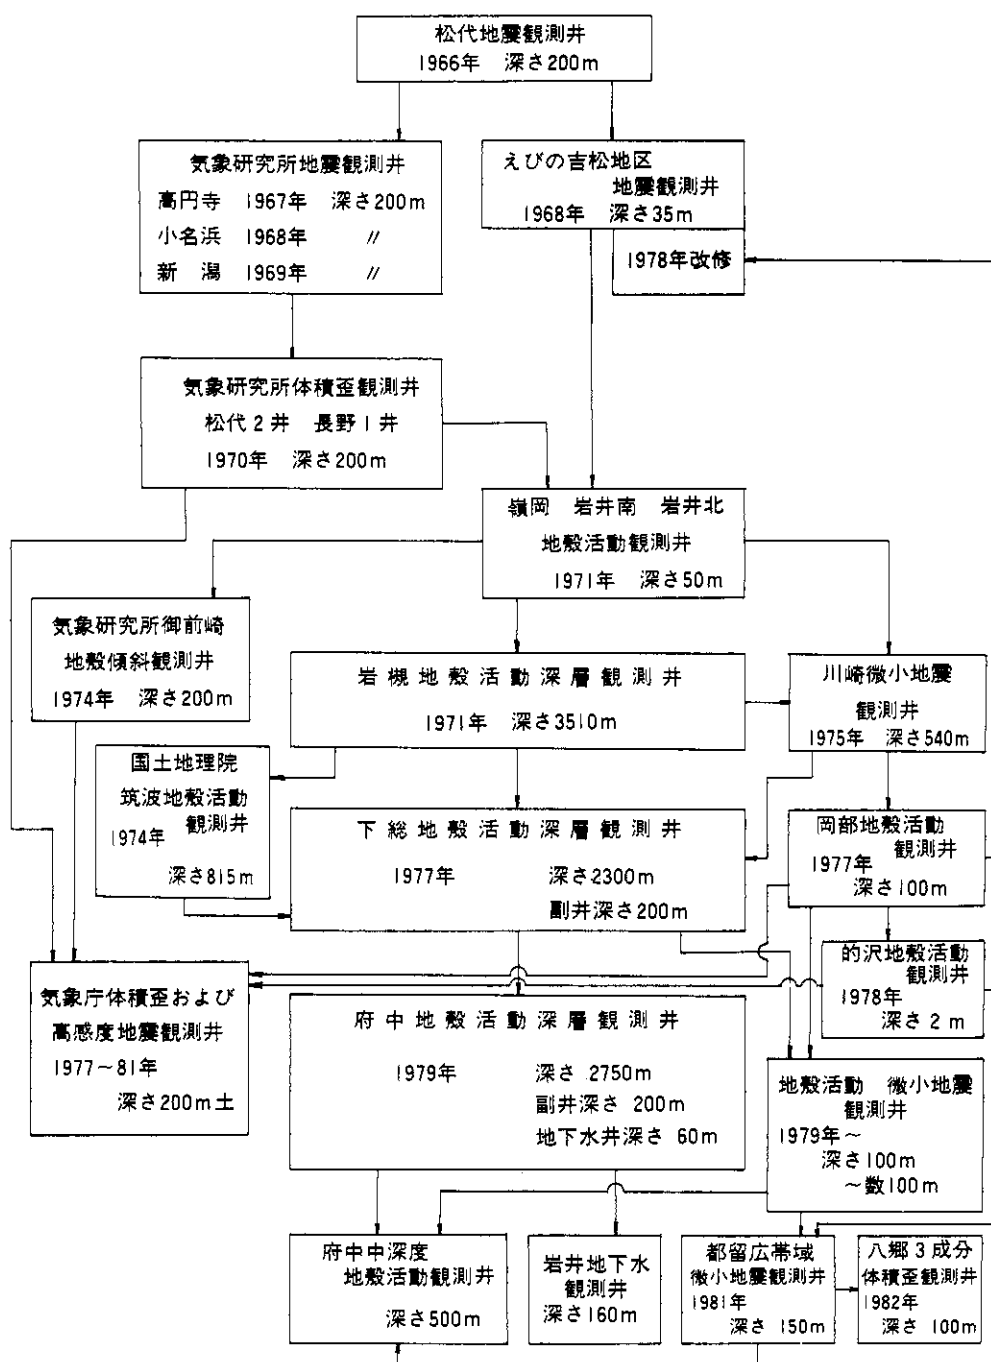 松代地震観測井
1966年 深さ200m
気象研究所地震観測井
高円寺 1967年 深さ200m
小名浜 1968年 〃
新潟 1969年 〃
えびの吉松地区
地震観測井
1968年 深さ35m
1978年改修
気象研究所体積歪観測井
松代2井 長野1井
1970年 深さ200m
嶺岡 岩井南 岩井北
地殻活動観測井
1971年 深さ50m
気象研究所御前崎
地殻傾斜観測井
1974年 深さ200m
岩槻地殻活動深層観測井
1971年 深さ3510m
川崎微小地震
観測井
1975年 深さ540m
国土地理院
筑波地殻活動
観測井
1974年
深さ815m
下総地殻活動深層観測井
1977年 深さ2300m
副井深さ200m
岡部地殻活動
観測井
1977年
深さ100m
的沢地殻活動
観測井
1978年
深さ2m
気象庁体積歪および
高感度地震観測井
1977~81年
深さ200m土
府中地殻活動深層観測井
1979年 深さ 2750m
副井深さ 200m
地下水井深さ 60m
地殻活動 微小地震
観測井
1979年~
深さ100m
~数100m
府中中深度
地殻活動観測井
深さ500m
岩井地下水
観測井
深さ160m
都留広帯域
微小地震観測井
1981年
深さ 150m
八郷3成分
体積歪観測井
1982年
深さ 100m